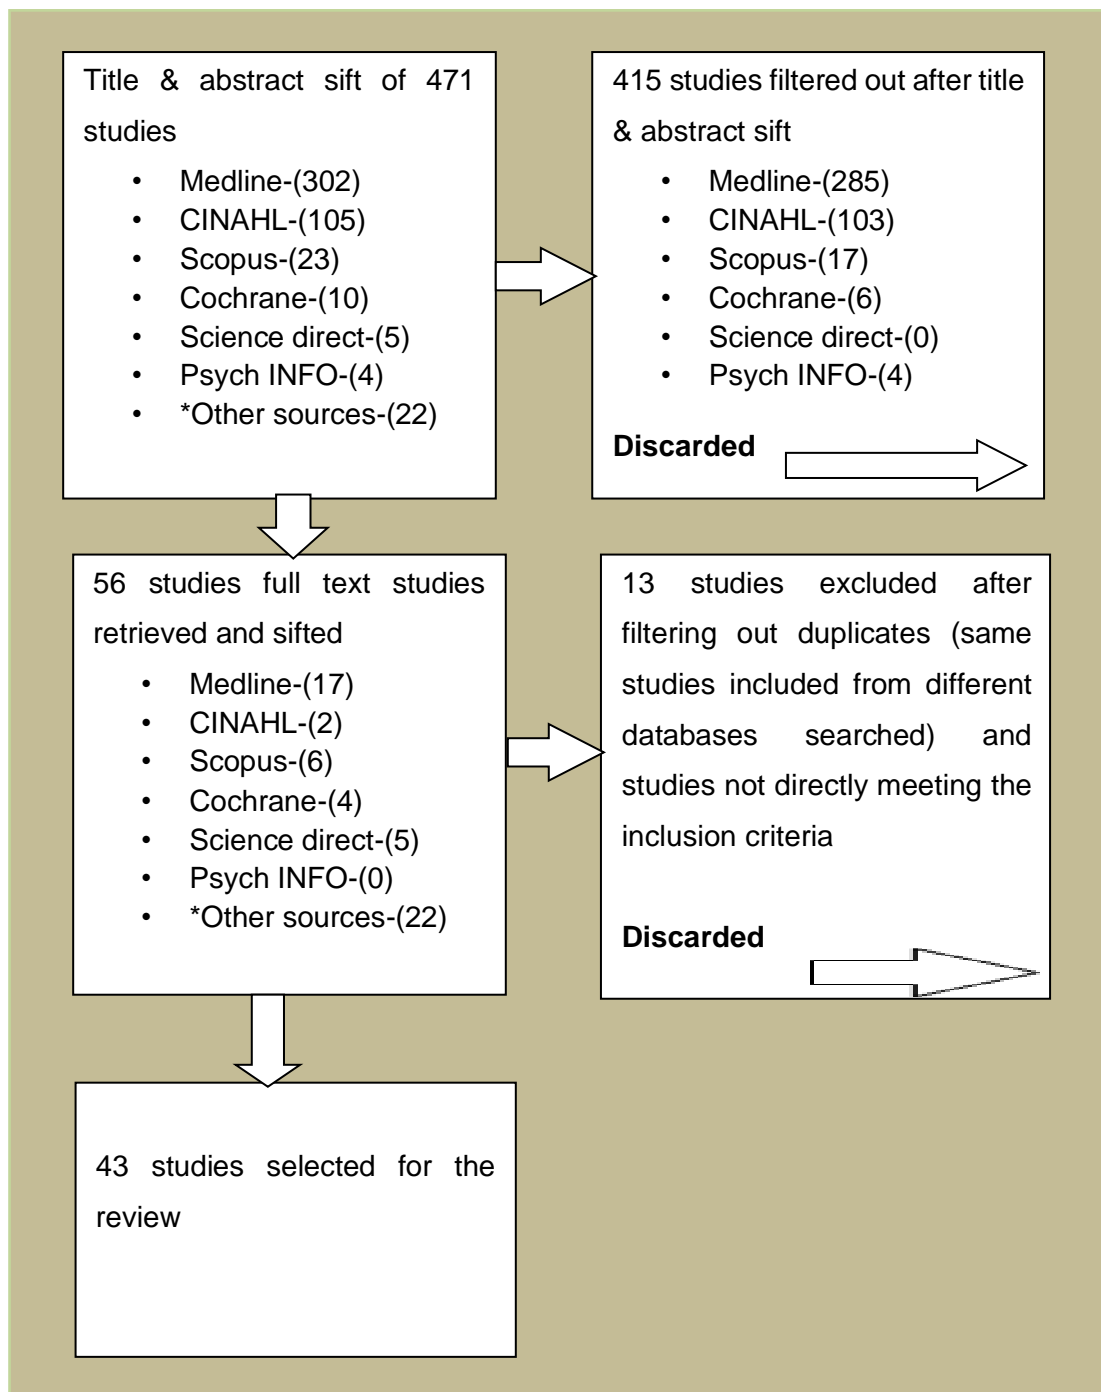 Title & abstract sift of 471
studies
• Medline-(302)
• CINAHL-(105)
• Scopus-(23)
• Cochrane-(10)
• Science direct-(5)
• Psych INFO-(4)
• *Other sources-(22)
415 studies filtered out after title
& abstract sift
• Medline-(285)
• CINAHL-(103)
• Scopus-(17)
• Cochrane-(6)
• Science direct-(0)
• Psych INFO-(4)
Discarded
56 studies full text studies
retrieved and sifted
• Medline-(17)
• CINAHL-(2)
• Scopus-(6)
• Cochrane-(4)
• Science direct-(5)
• Psych INFO-(0)
• *Other sources-(22)
13 studies excluded after
filtering out duplicates (same
studies included from different
databases searched) and
studies not directly meeting the
inclusion criteria
Discarded
43 studies selected for the
review